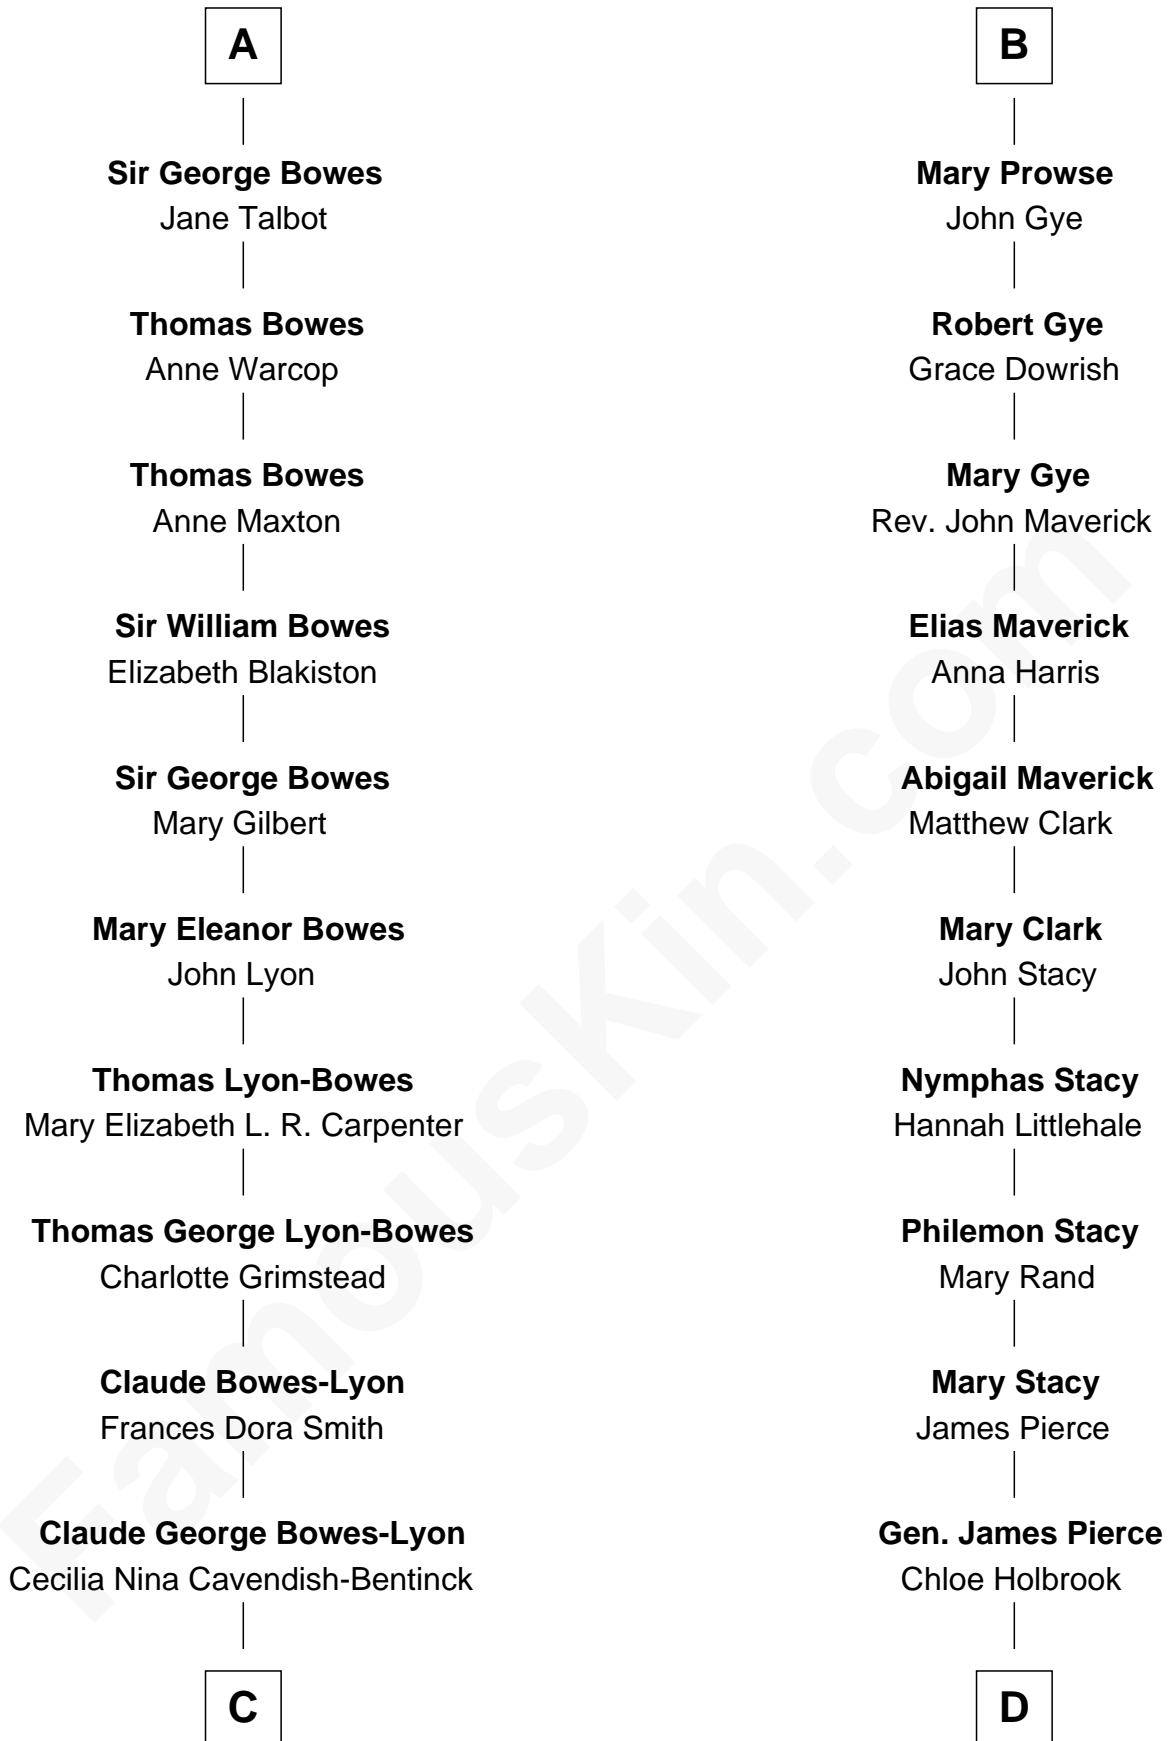 A
Sir George Bowes
Jane Talbot
Thomas Bowes
Anne Warcop
Thomas Bowes
Anne Maxton
Sir William Bowes
Elizabeth Blakiston
Sir George Bowes
Mary Gilbert
Mary Eleanor Bowes
John Lyon
Thomas Lyon-Bowes
Mary Elizabeth L. R. Carpenter
Thomas George Lyon-Bowes
Charlotte Grimstead
Claude Bowes-Lyon
Frances Dora Smith
Claude George Bowes-Lyon
Cecilia Nina Cavendish-Bentinck
C
B
Mary Prowse
John Gye
Robert Gye
Grace Dowrish
Mary Gye
Rev. John Maverick
Elias Maverick
Anna Harris
Abigail Maverick
Matthew Clark
Mary Clark
John Stacy
Nymphas Stacy
Hannah Littlehale
Philemon Stacy
Mary Rand
Mary Stacy
James Pierce
Gen. James Pierce
Chloe Holbrook
D
FamousKin.com